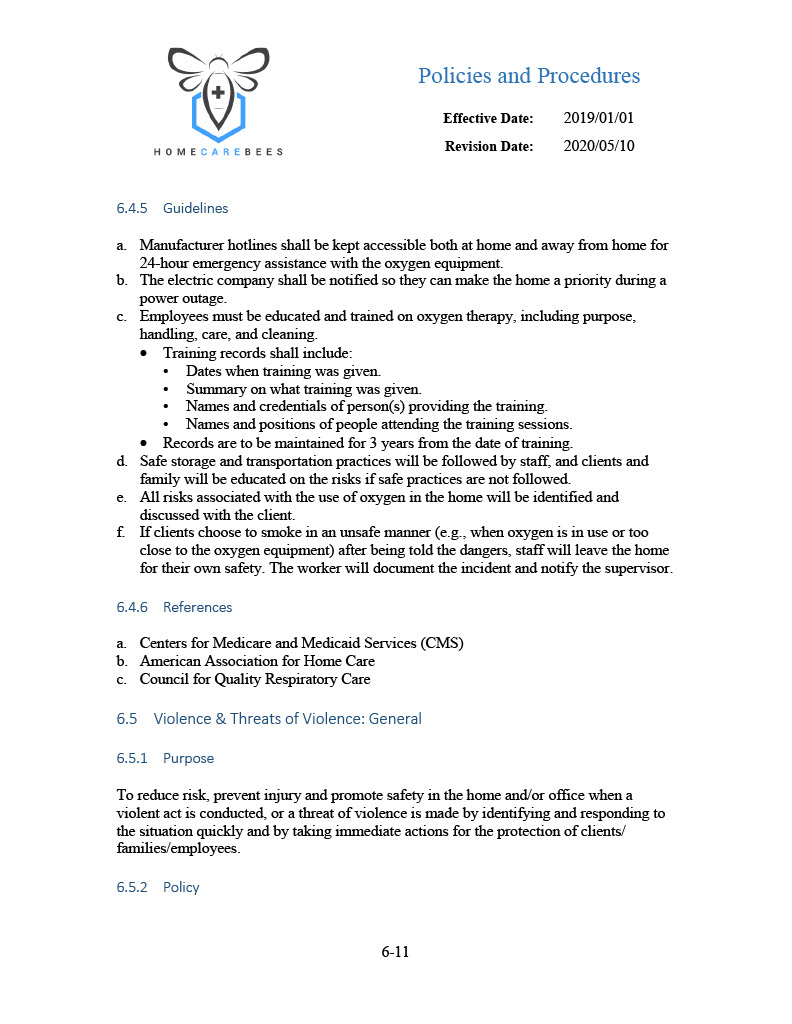 Policies and Procedures
Effective Date: 2019/01/01
Revision Date: 2020/05/10
HOMECAREBEES
6.4.5 Guidelines
a. Manufacturer hotlines shall be kept accessible both at home and away from home for
24-hour emergency assistance with the oxygen equipment.
b. The electric company shall be notified so they can make the home a priority during a
power outage.
c. Employees must be educated and trained on oxygen therapy, including purpose,
handling, care, and cleaning.
• Training records shall include:
• Dates when training was given.
• Summary on what training was given.
• Names and credentials of person(s) providing the training.
• Names and positions of people attending the training sessions.
• Records are to be maintained for 3 years from the date of training.
d. Safe storage and transportation practices will be followed by staff, and clients and
family will be educated on the risks if safe practices are not followed.
e. All risks associated with the use of oxygen in the home will be identified and
discussed with the client.
f. If clients choose to smoke in an unsafe manner (e.g., when oxygen is in use or too
close to the oxygen equipment) after being told the dangers, staff will leave the home
for their own safety. The worker will document the incident and notify the supervisor.
6.4.6 References
a. Centers for Medicare and Medicaid Services (CMS)
b. American Association for Home Care
c. Council for Quality Respiratory Care
6.5 Violence & Threats of Violence: General
6.5.1 Purpose
To reduce risk, prevent injury and promote safety in the home and/or office when a
violent act is conducted, or a threat of violence is made by identifying and responding to
the situation quickly and by taking immediate actions for the protection of clients/
families/employees.
6.5.2 Policy
6-11